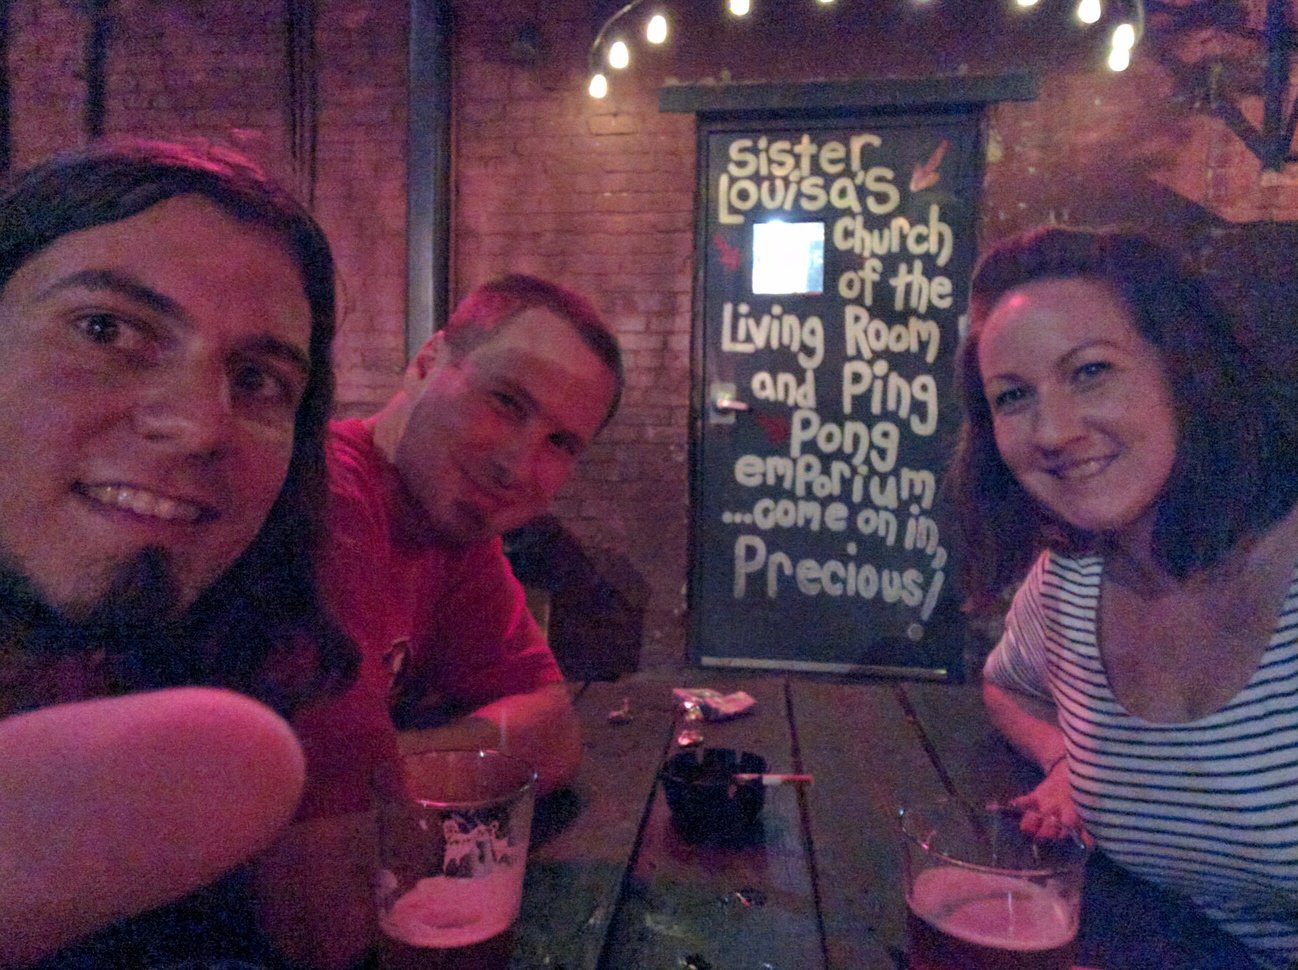 Sister
Louisa's
church
of the
Living Room
and Ping
Pong
emporium
...come on in,
Precious!